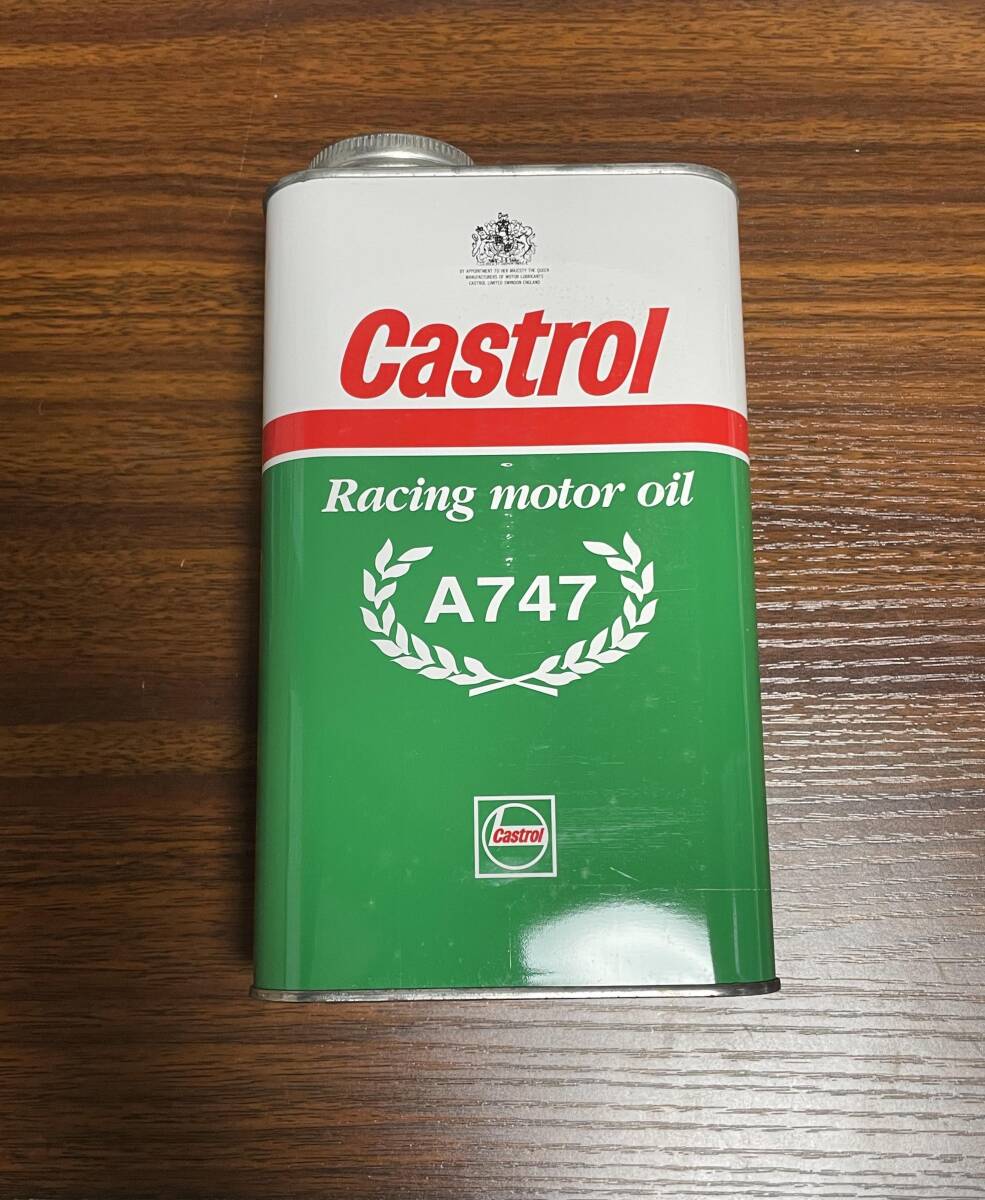 BY APPOINTMENT TO HER MAJESTY THE QUEEN
MANUFACTURERS OF MOTOR LUBRICANTS
CASTROL LIMITED SWINDON ENGLAND
Castrol
Racing motor oil
A747
Castrol